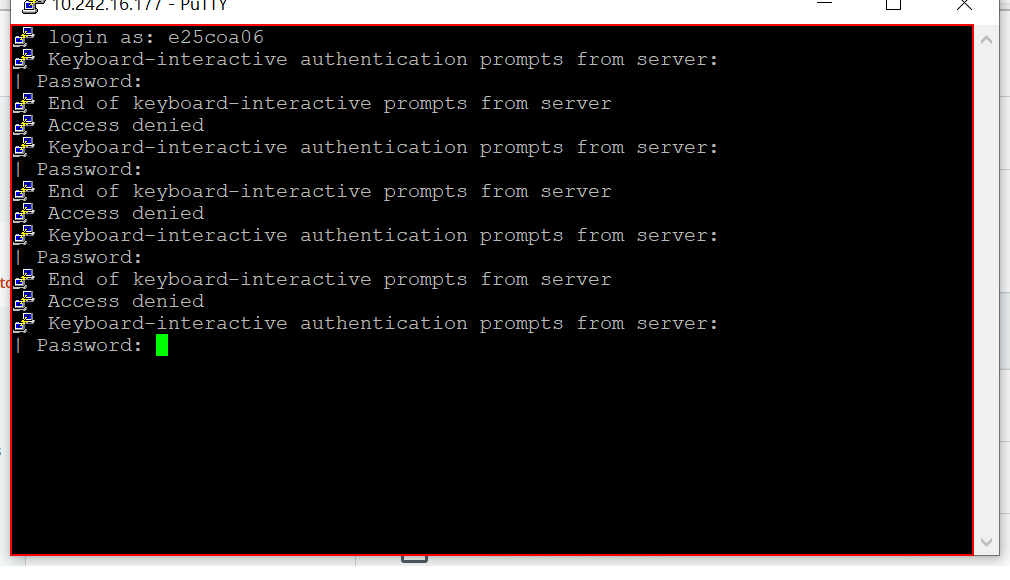 10.242.16.177 - PuTTY
login as: e25coa06
Keyboard-interactive authentication prompts from server:
| Password:
End of keyboard-interactive prompts from server
Access denied
Keyboard-interactive authentication prompts from server:
| Password:
End of keyboard-interactive prompts from server
Access denied
Keyboard-interactive authentication prompts from server:
| Password:
End of keyboard-interactive prompts from server
Access denied
Keyboard-interactive authentication prompts from server:
| Password: